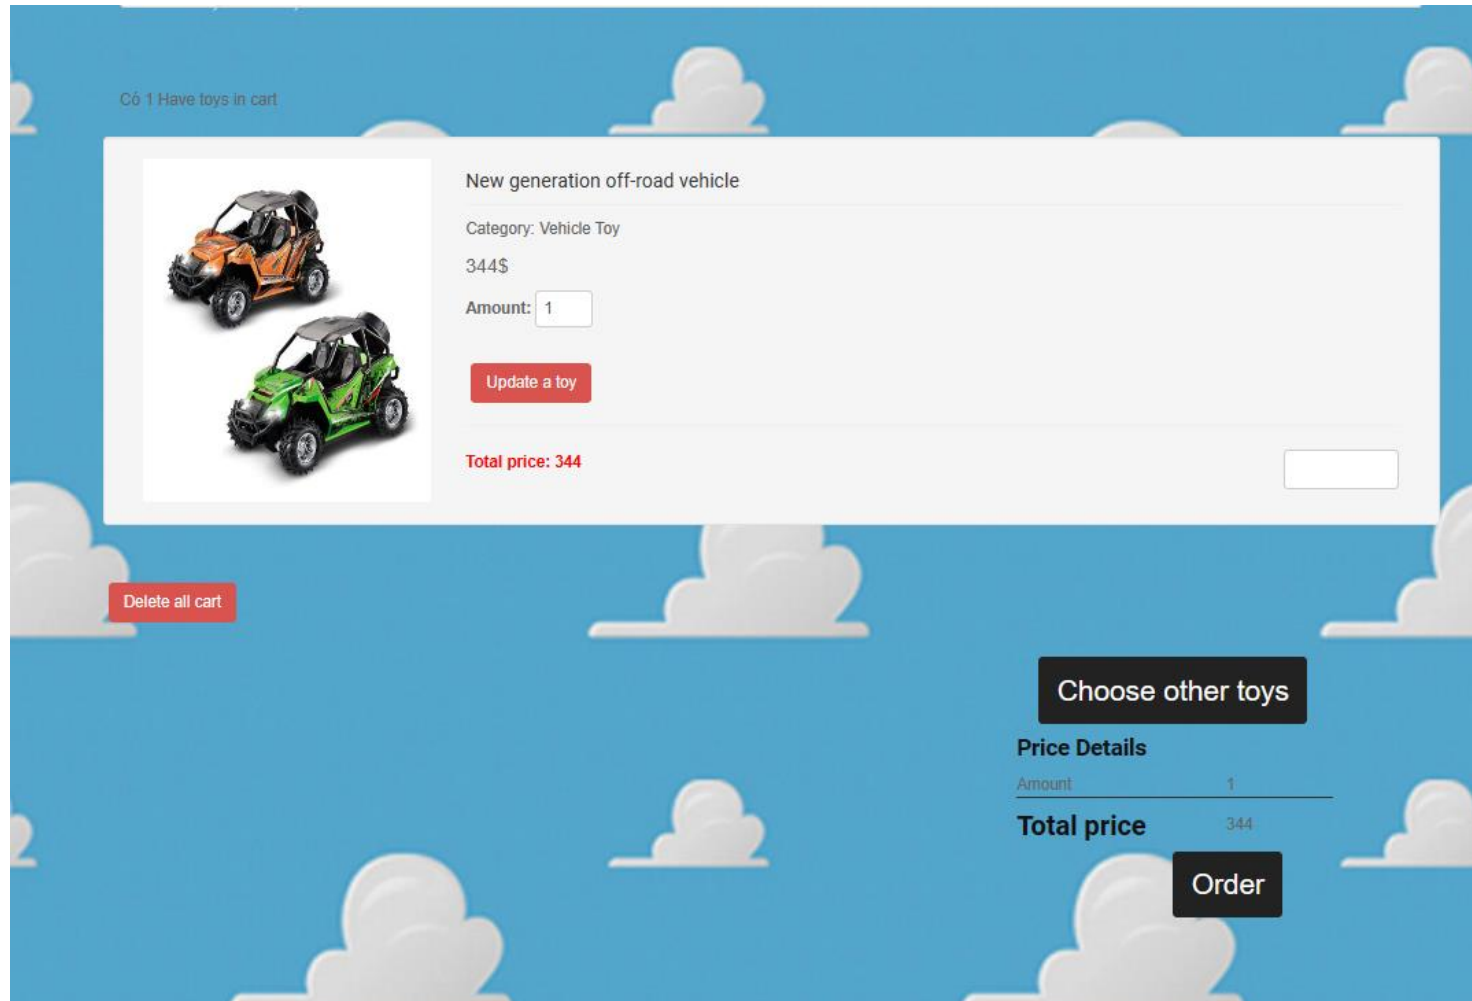 Có 1 Have toys in cart
New generation off-road vehicle
Category: Vehicle Toy
344$
Amount: 1
Update a toy
Total price: 344
Delete all cart
Choose other toys
Price Details
Amount 1
Total price 344
Order